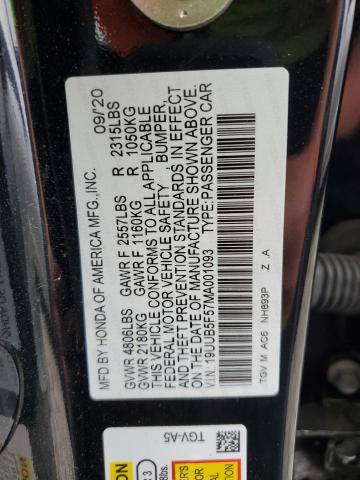 MFD BY HONDA OF AMERICA MFG.,INC. 09/20
GVWR 4806LBS GAWR F 2557LBS R 2315LBS
GVWR 2180KG GAWR F 1160KG R 1050KG
THIS VEHICLE CONFORMS TO ALL APPLICABLE
FEDERAL MOTOR VEHICLE SAFETY BUMPER,
AND THEFT PREVENTION STANDARDS IN EFFECT
ON THE DATE OF MANUFACTURE SHOWN ABOVE.
V.I.N: 19UUB5F57MA001093 TYPE:PASSENGER CAR
TGV M AC6 NH893P Z .A
TGV-A5